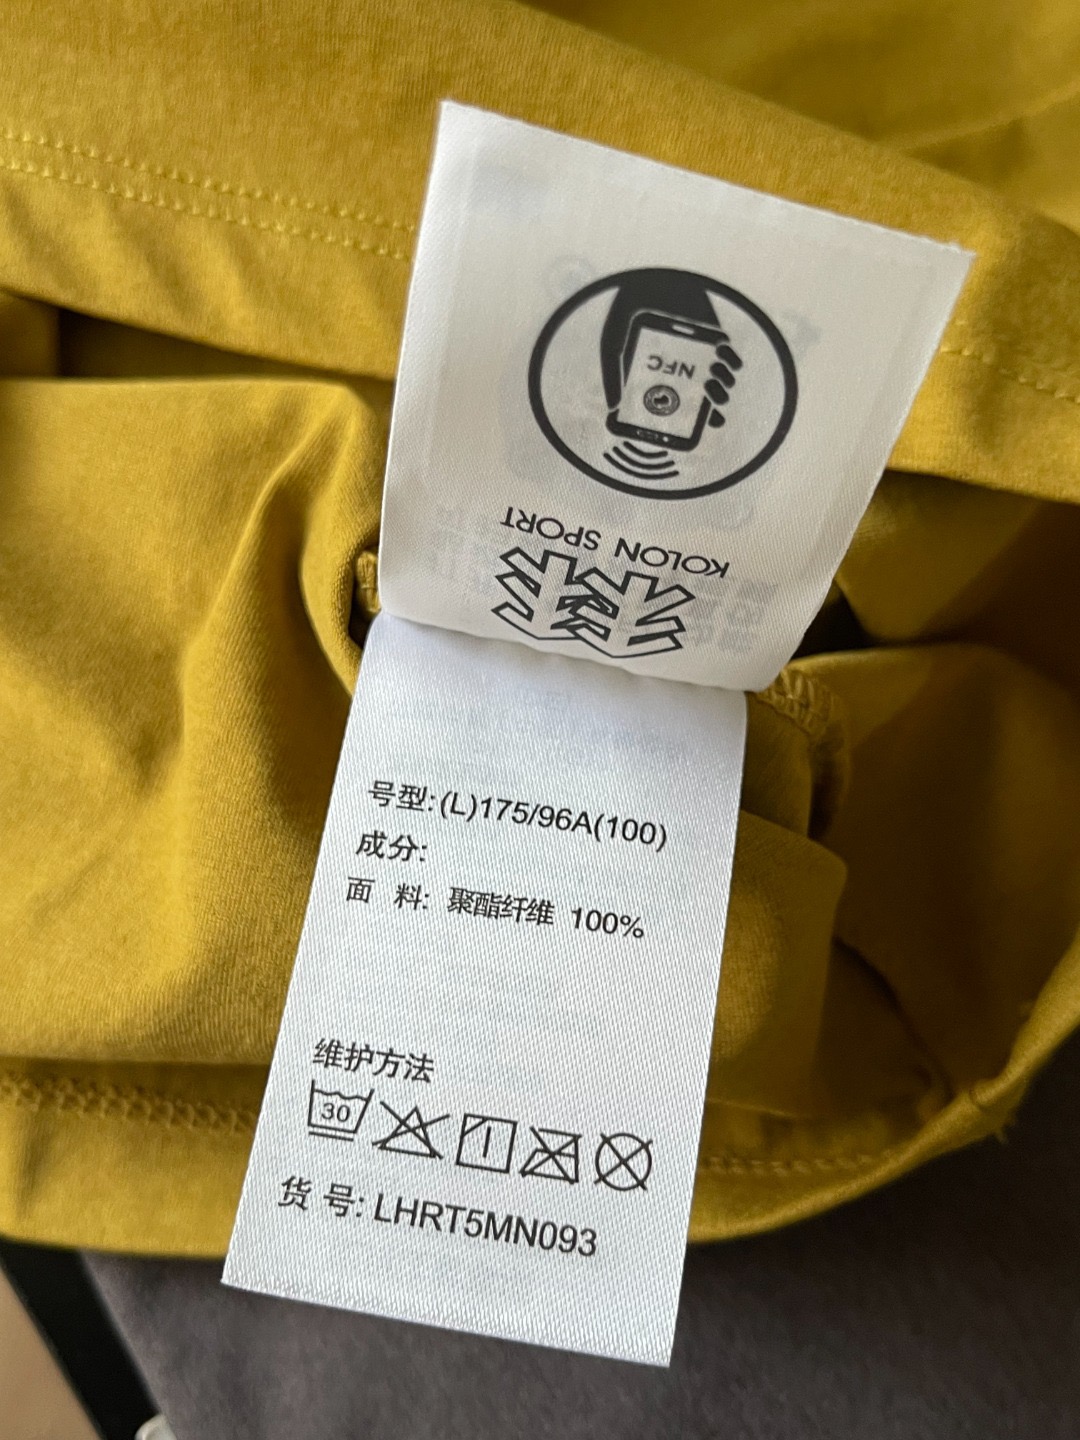 NFC
KOLON SPORT
号型:(L)175/96A(100)
成分:
面 料: 聚酯纤维 100%
维护方法
30
货 号: LHRT5MN093